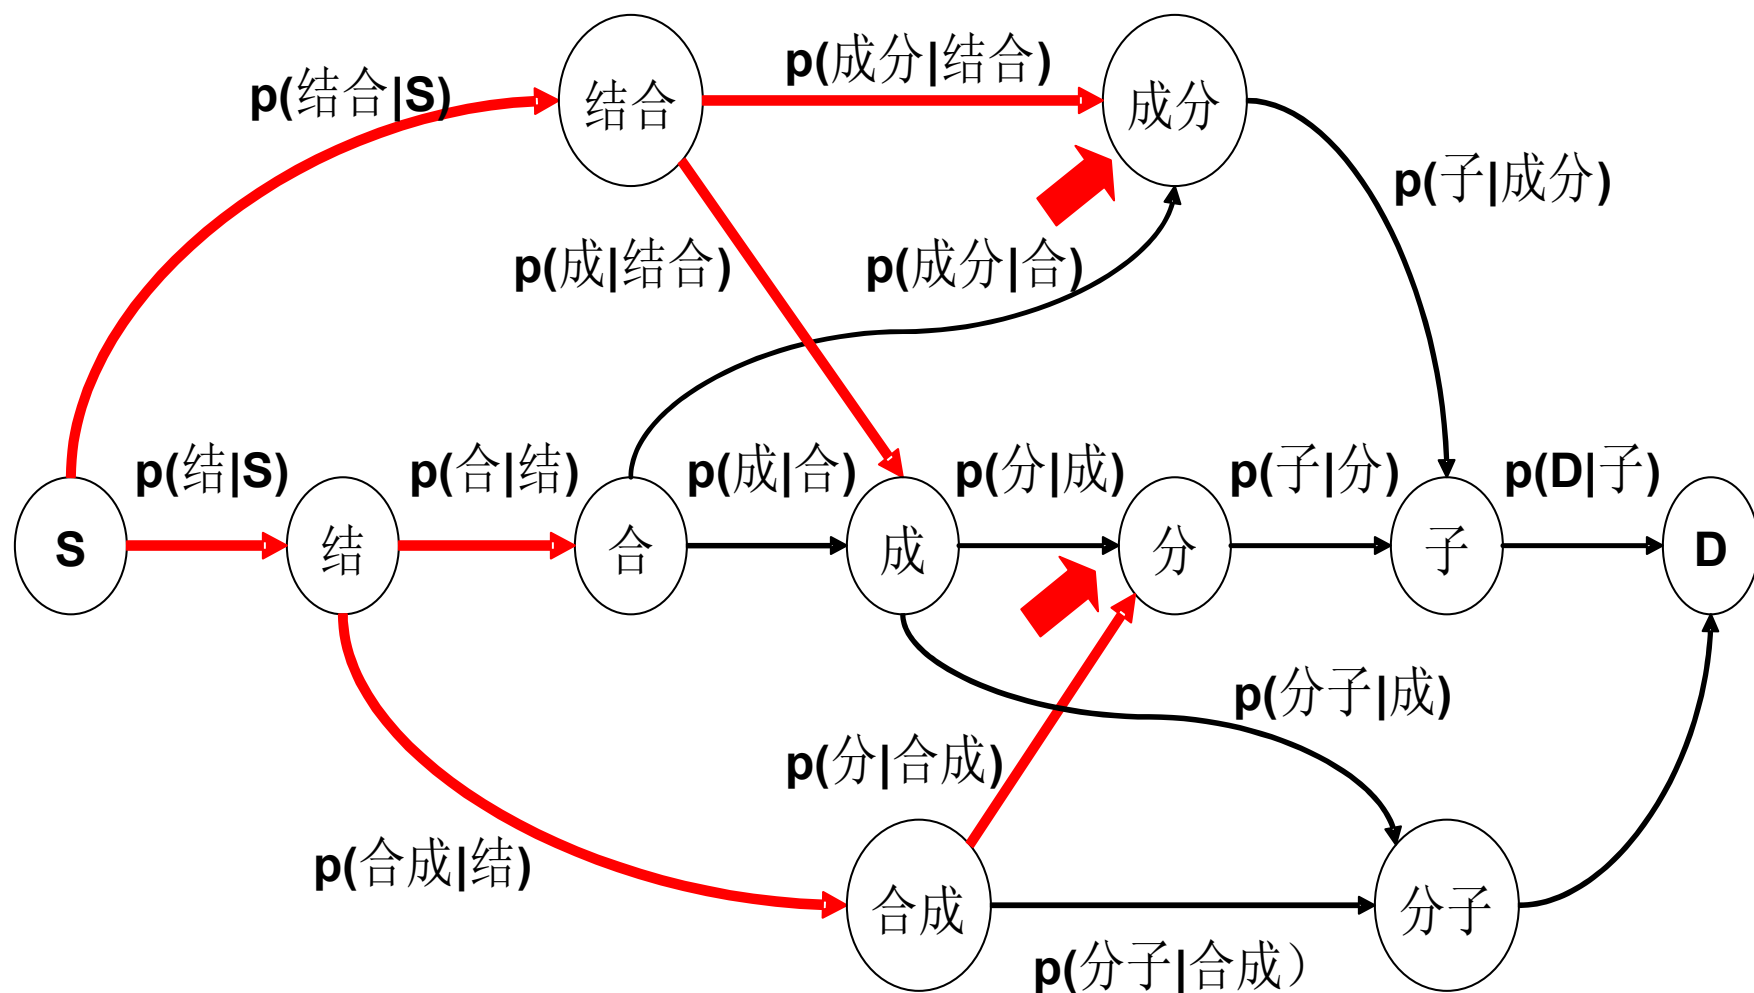 p(成分|结合)
p(结合|S)
结合
成分
p(子|成分)
p(成|结合)
p(成分|合)
p(结|S)
p(合|结)
p(成|合)
p(分|成)
p(子|分)
p(D|子)
S
结
合
成
分
子
D
p(分子|成)
p(分|合成)
p(合成|结)
合成
分子
p(分子|合成）